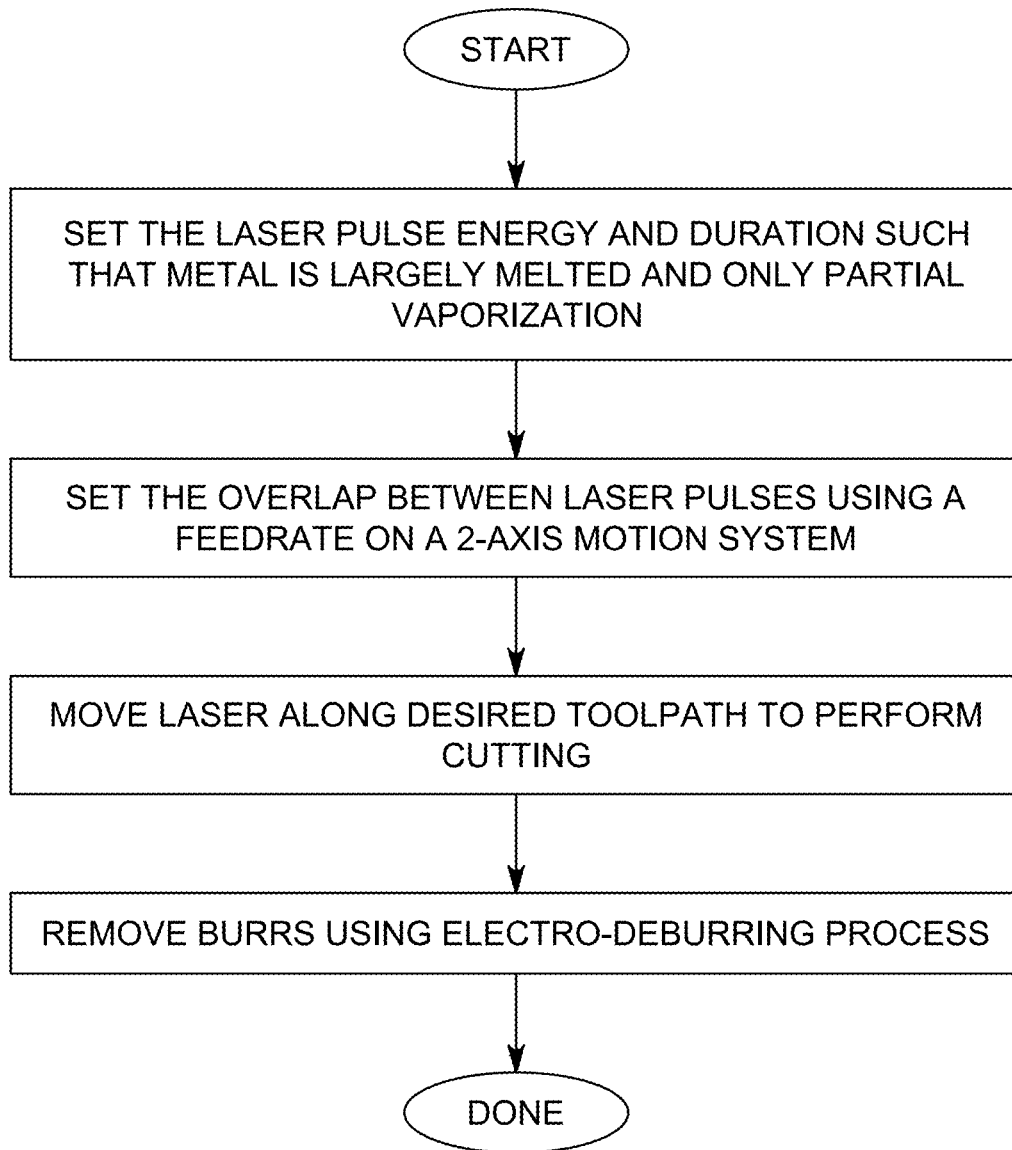 START
SET THE LASER PULSE ENERGY AND DURATION SUCH
THAT METAL IS LARGELY MELTED AND ONLY PARTIAL
VAPORIZATION
SET THE OVERLAP BETWEEN LASER PULSES USING A
FEEDRATE ON A 2-AXIS MOTION SYSTEM
MOVE LASER ALONG DESIRED TOOLPATH TO PERFORM
CUTTING
REMOVE BURRS USING ELECTRO-DEBURRING PROCESS
DONE